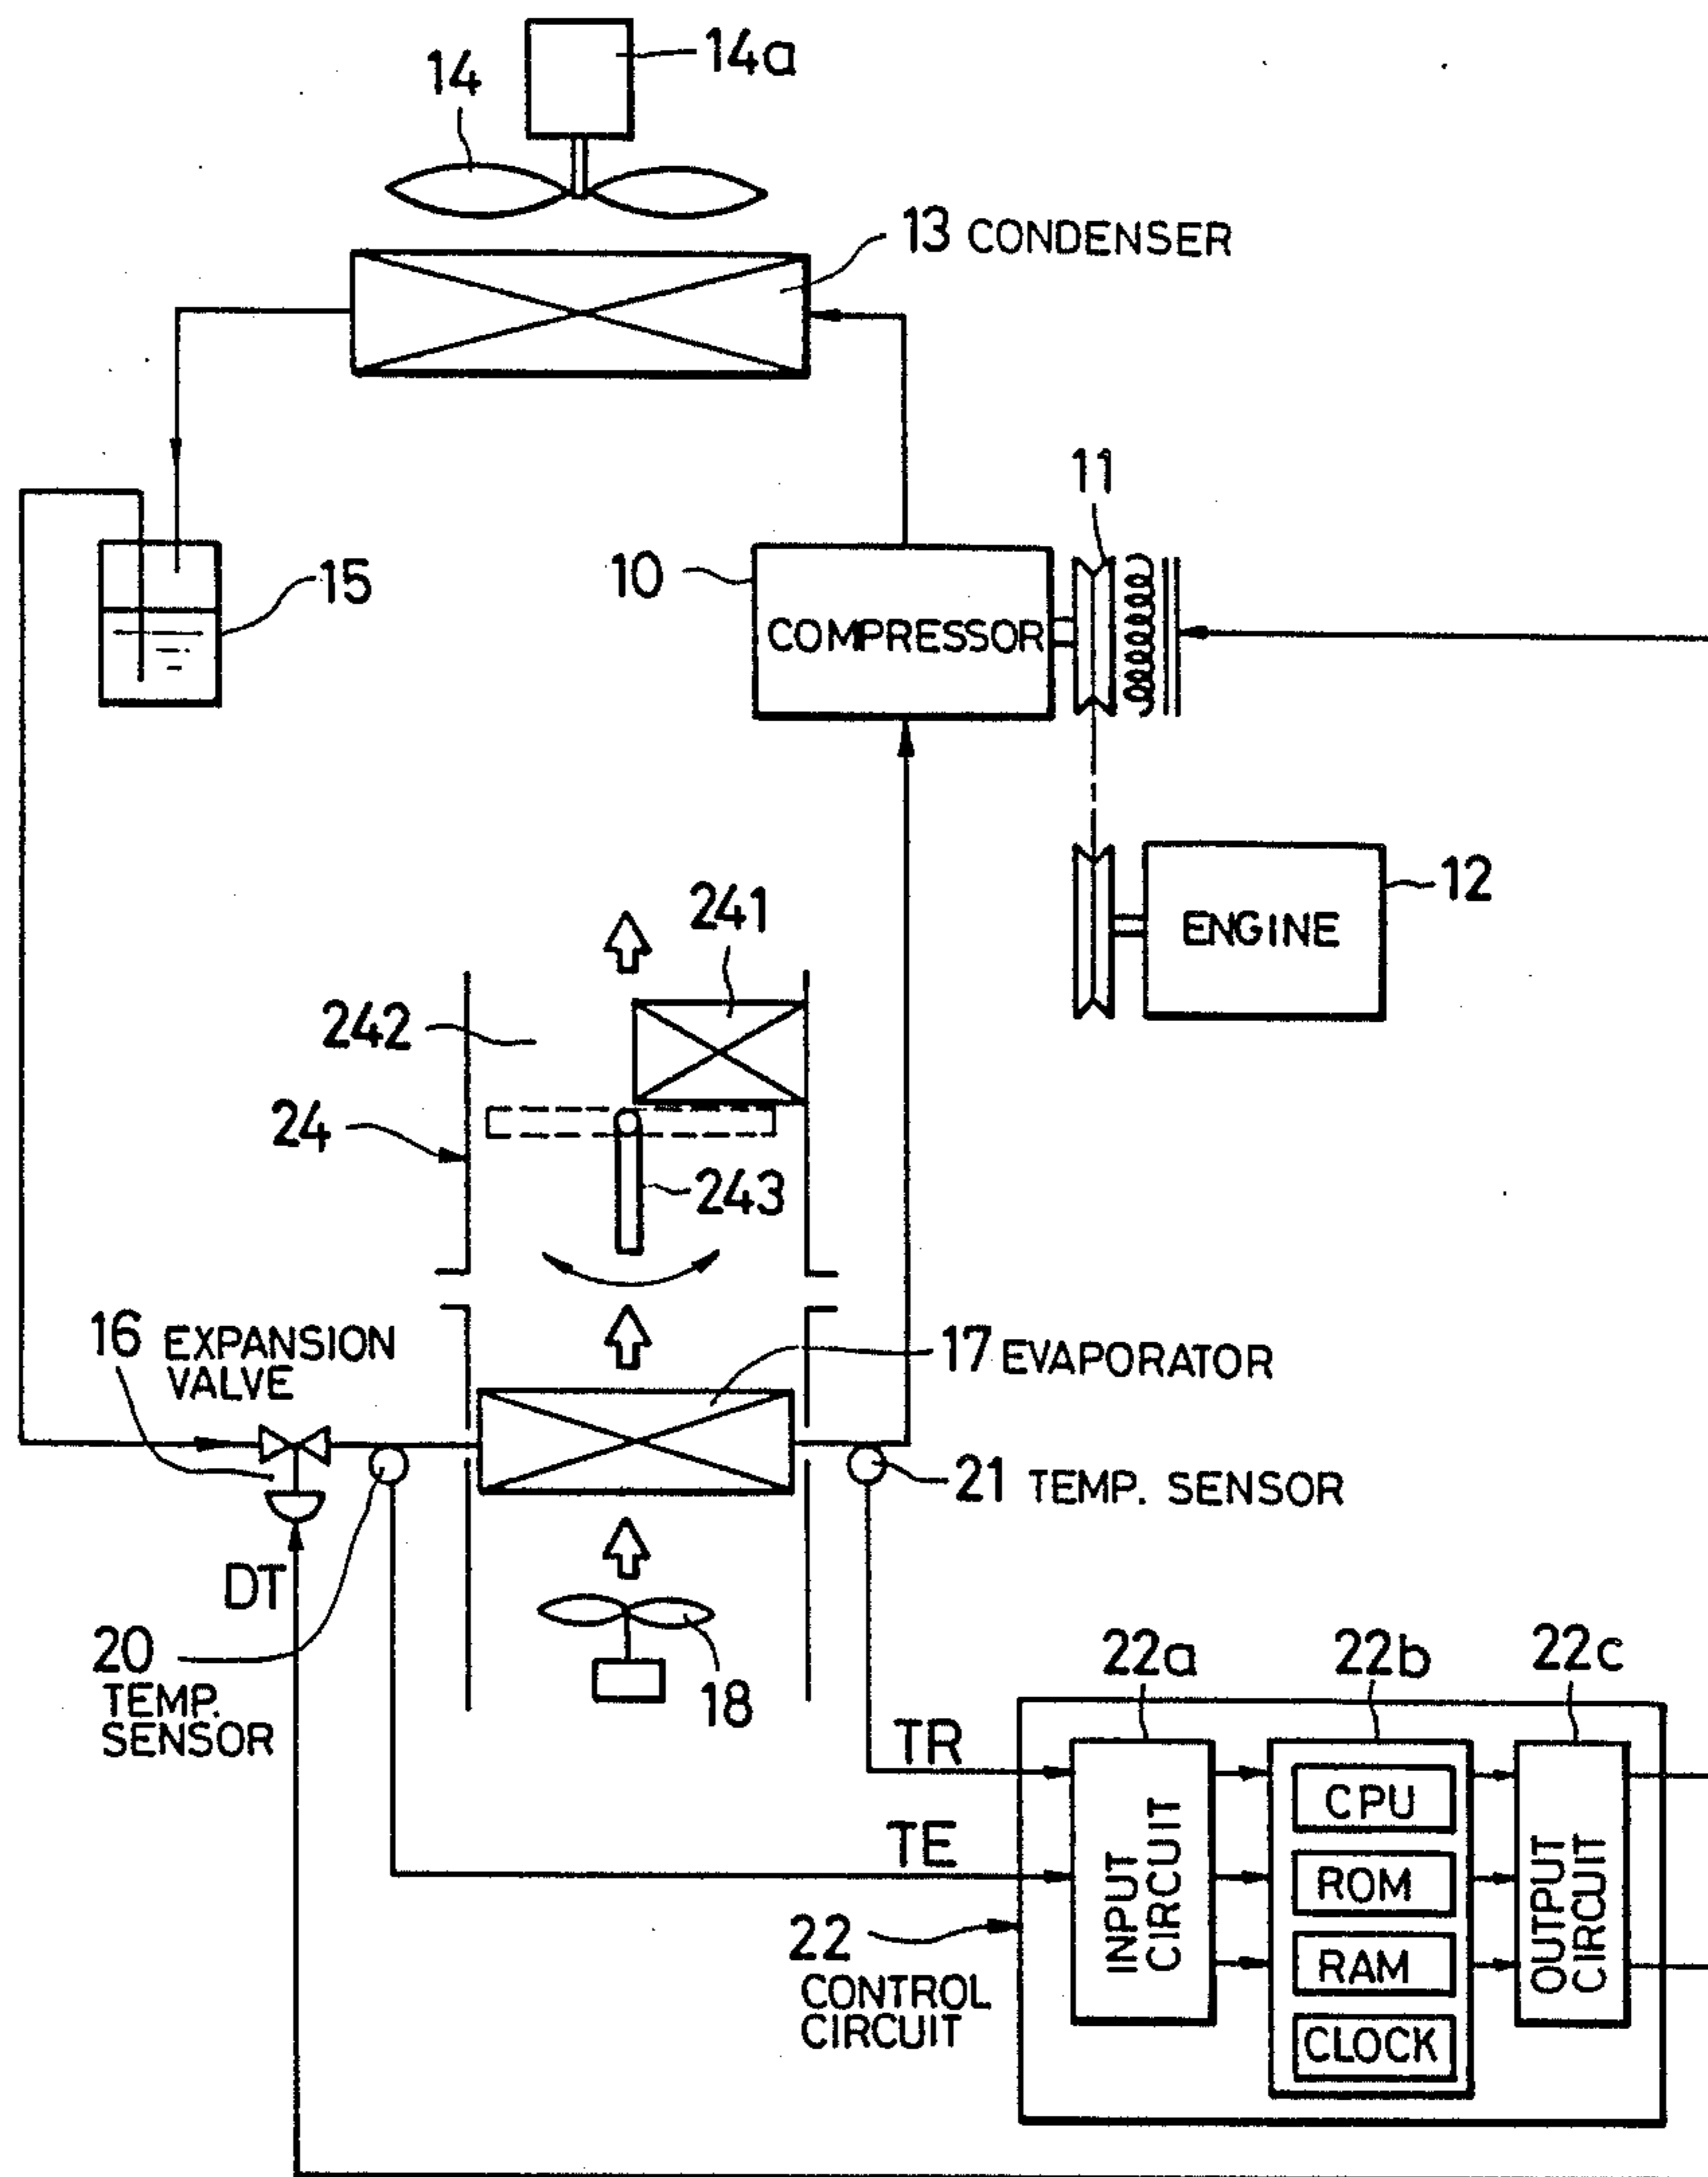 14a
14
13 CONDENSER
11
10
15
COMPRESSOR
12
ENGINE
241
242
24
243
16 EXPANSION
VALVE
17 EVAPORATOR
21 TEMP. SENSOR
DT
20
TEMP.
SENSOR
18
22a
22b
22c
TR
TE
INPUT
CIRCUIT
CPU
ROM
RAM
CLOCK
OUTPUT
CIRCUIT
22
CONTROL
CIRCUIT